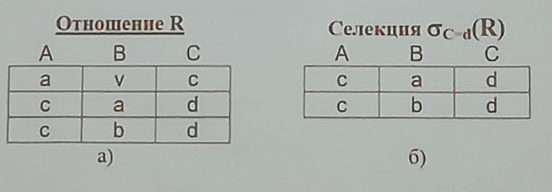 Отношение R
A B C
a v c
c a d
c b d
а)
Селекция σC=d(R)
A B C
c a d
c b d
б)